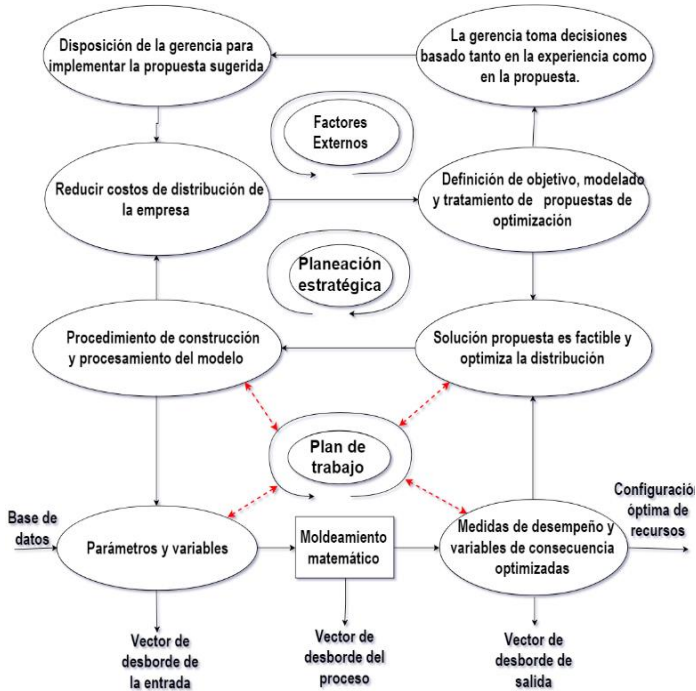 Disposición de la gerencia para
implementar la propuesta sugerida
La gerencia toma decisiones
basado tanto en la experiencia como
en la propuesta.
Factores
Externos
Reducir costos de distribución de
la empresa
Definición de objetivo, modelado
y tratamiento de propuestas de
optimización
Planeación
estratégica
Procedimiento de construcción
y procesamiento del modelo
Solución propuesta es factible y
optimiza la distribución
Plan de
trabajo
Base de
datos
Parámetros y variables
Moldeamiento
matemático
Medidas de desempeño y
variables de consecuencia
optimizadas
Configuración
óptima de
recursos
Vector de
desborde de
la entrada
Vector de
desborde del
proceso
Vector de
desborde de
salida